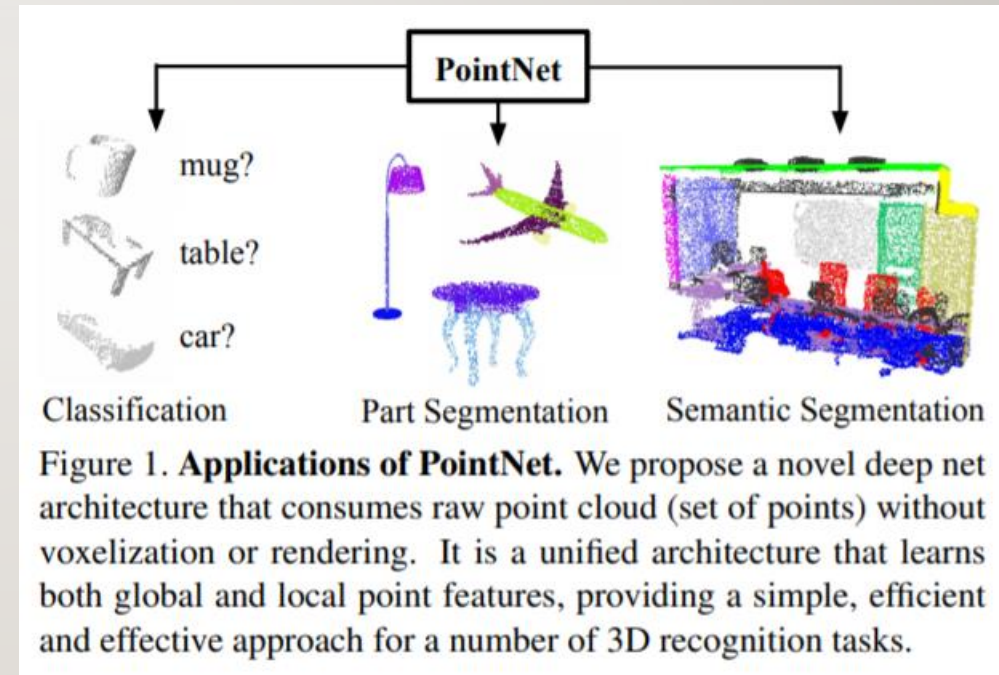 PointNet
mug?
table?
car?
Classification
Part Segmentation
Semantic Segmentation
Figure 1. Applications of PointNet. We propose a novel deep net
architecture that consumes raw point cloud (set of points) without
voxelization or rendering. It is a unified architecture that learns
both global and local point features, providing a simple, efficient
and effective approach for a number of 3D recognition tasks.